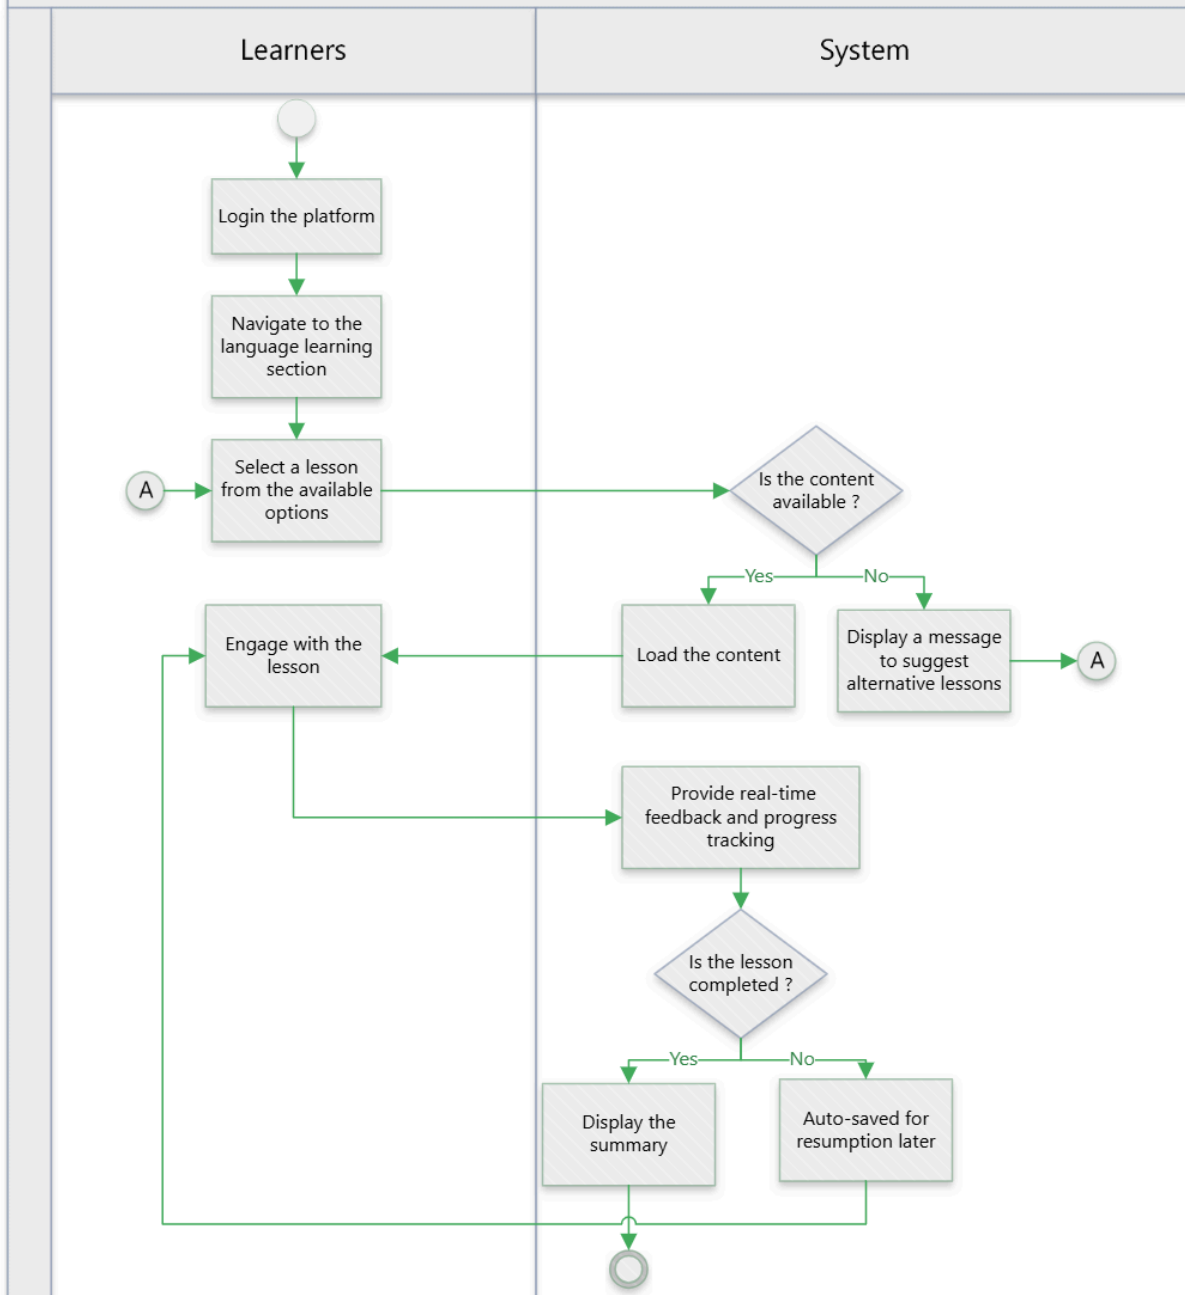 Learners
System
Login the platform
Navigate to the
language learning
section
Select a lesson
from the available
options
A
Is the content
available ?
Yes
No
Engage with the
lesson
Load the content
Display a message
to suggest
alternative lessons
A
Provide real-time
feedback and progress
tracking
Is the lesson
completed ?
Yes
No
Display the
summary
Auto-saved for
resumption later